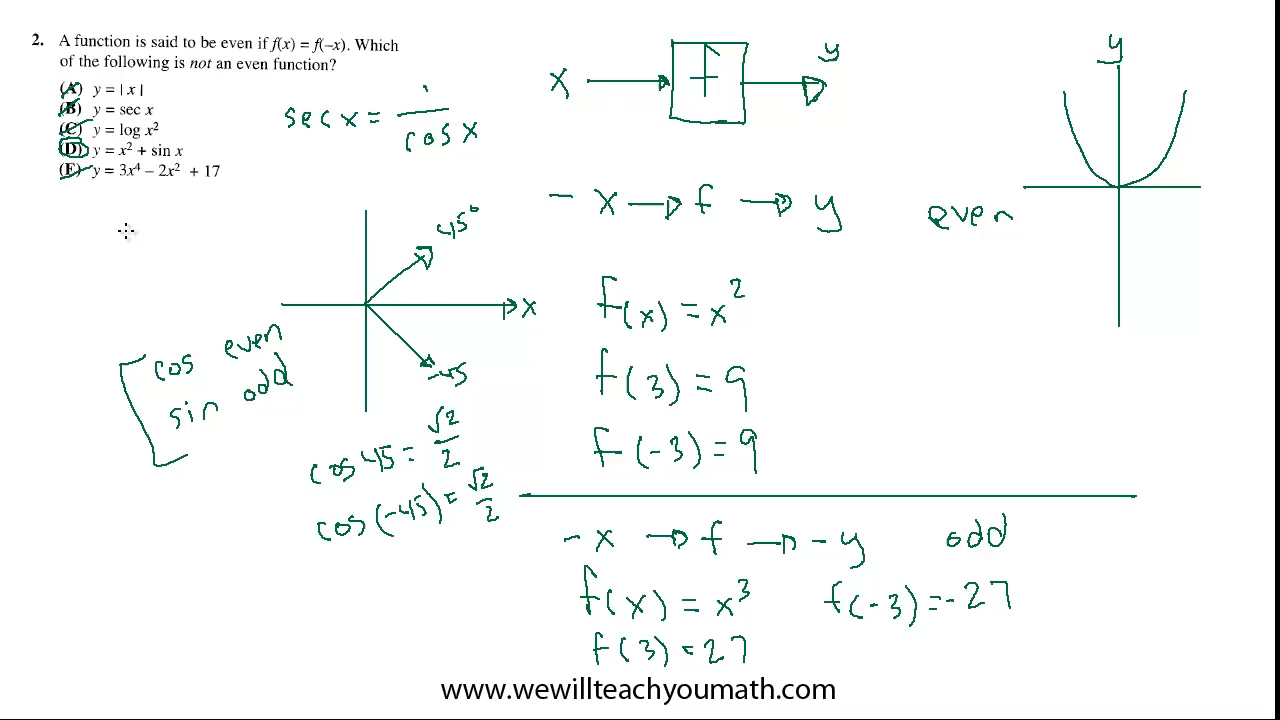 2. A function is said to be even if f(x) = f(−x). Which
of the following is not an even function?
(A) y = | x |
(B) y = sec x
(C) y = log x²
(D) y = x² + sin x
(E) y = 3x⁴ – 2x² + 17
sec x = 1 / cos x
x f y
y
- x → f → y
even
45°
x
-45
cos even
sin odd
f(x) = x²
f(3) = 9
f(-3) = 9
cos 45 = √2/2
cos(-45) = √2/2
- x → f → - y odd
f(x) = x³ f(-3) = -27
f(3) = 27
www.wewillteachyoumath.com